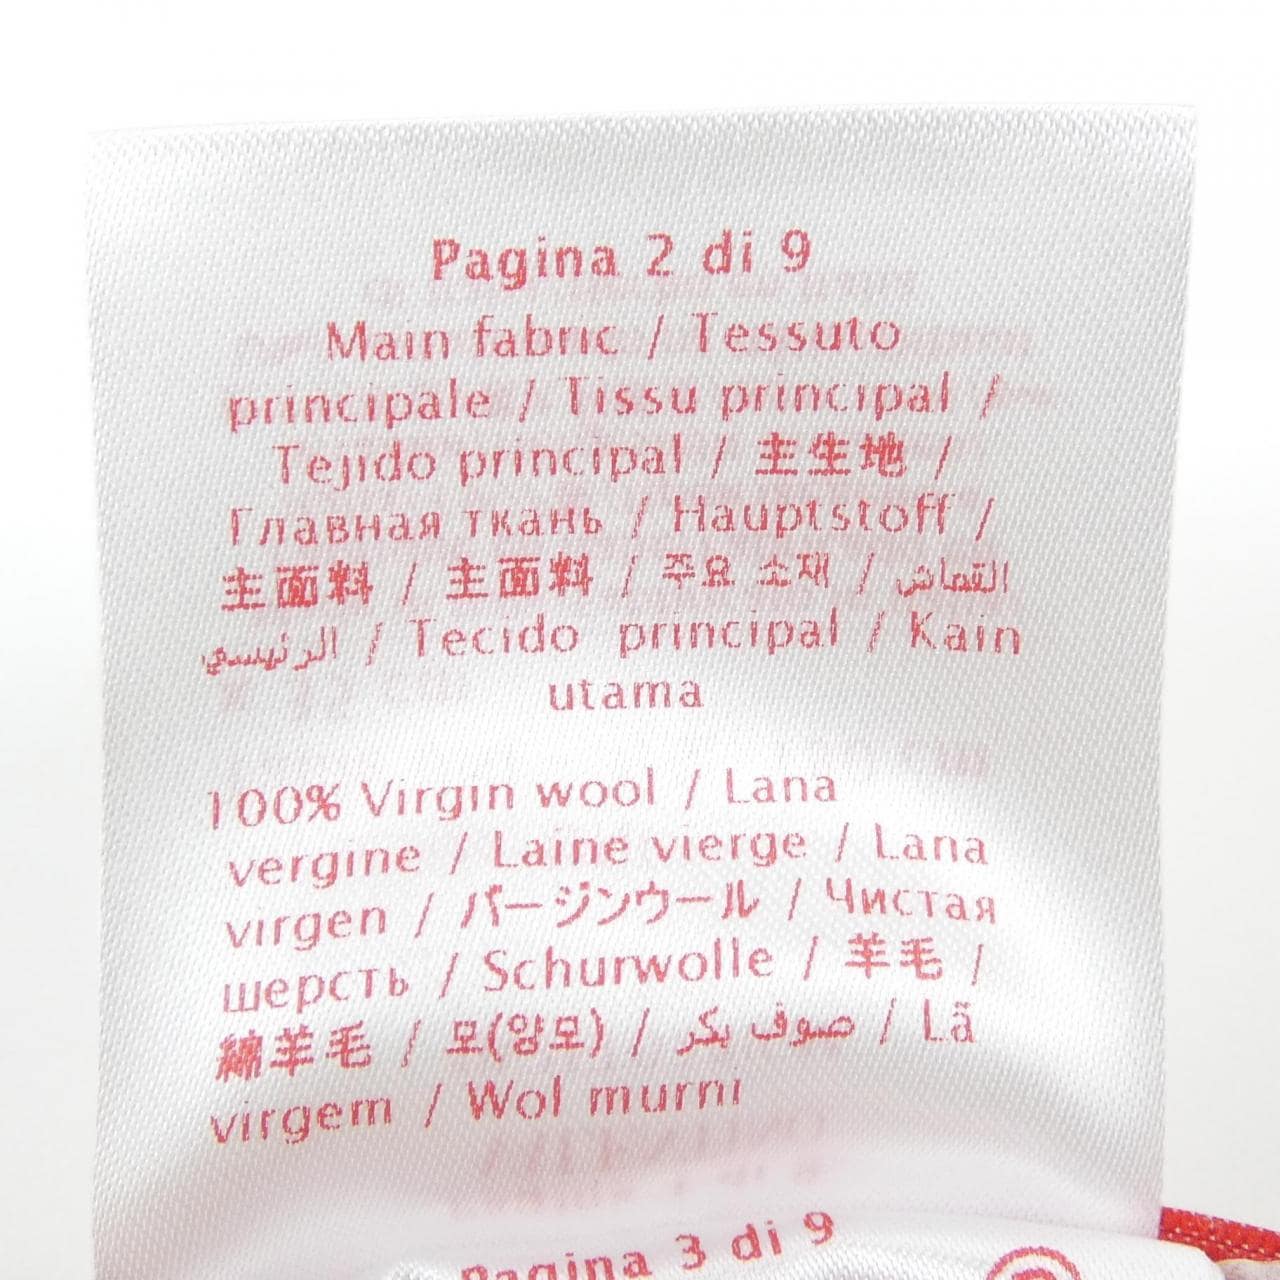 Pagina 2 di 9
Main fabric / Tessuto
principale / Tissu principal /
Tejido principal / 主生地 /
Главная ткань / Hauptstoff /
主面料 / 主面料 / 주요 소재 / القماش
الرئيسي / Tecido principal / Kain
utama
100% Virgin wool / Lana
vergine / Laine vierge / Lana
virgen / バージンウール / Чистая
шерсть / Schurwolle / 羊毛 /
綿羊毛 / 모(양모) / صوف بكر / Lã
virgem / Wol murni
Pagina 3 di 9